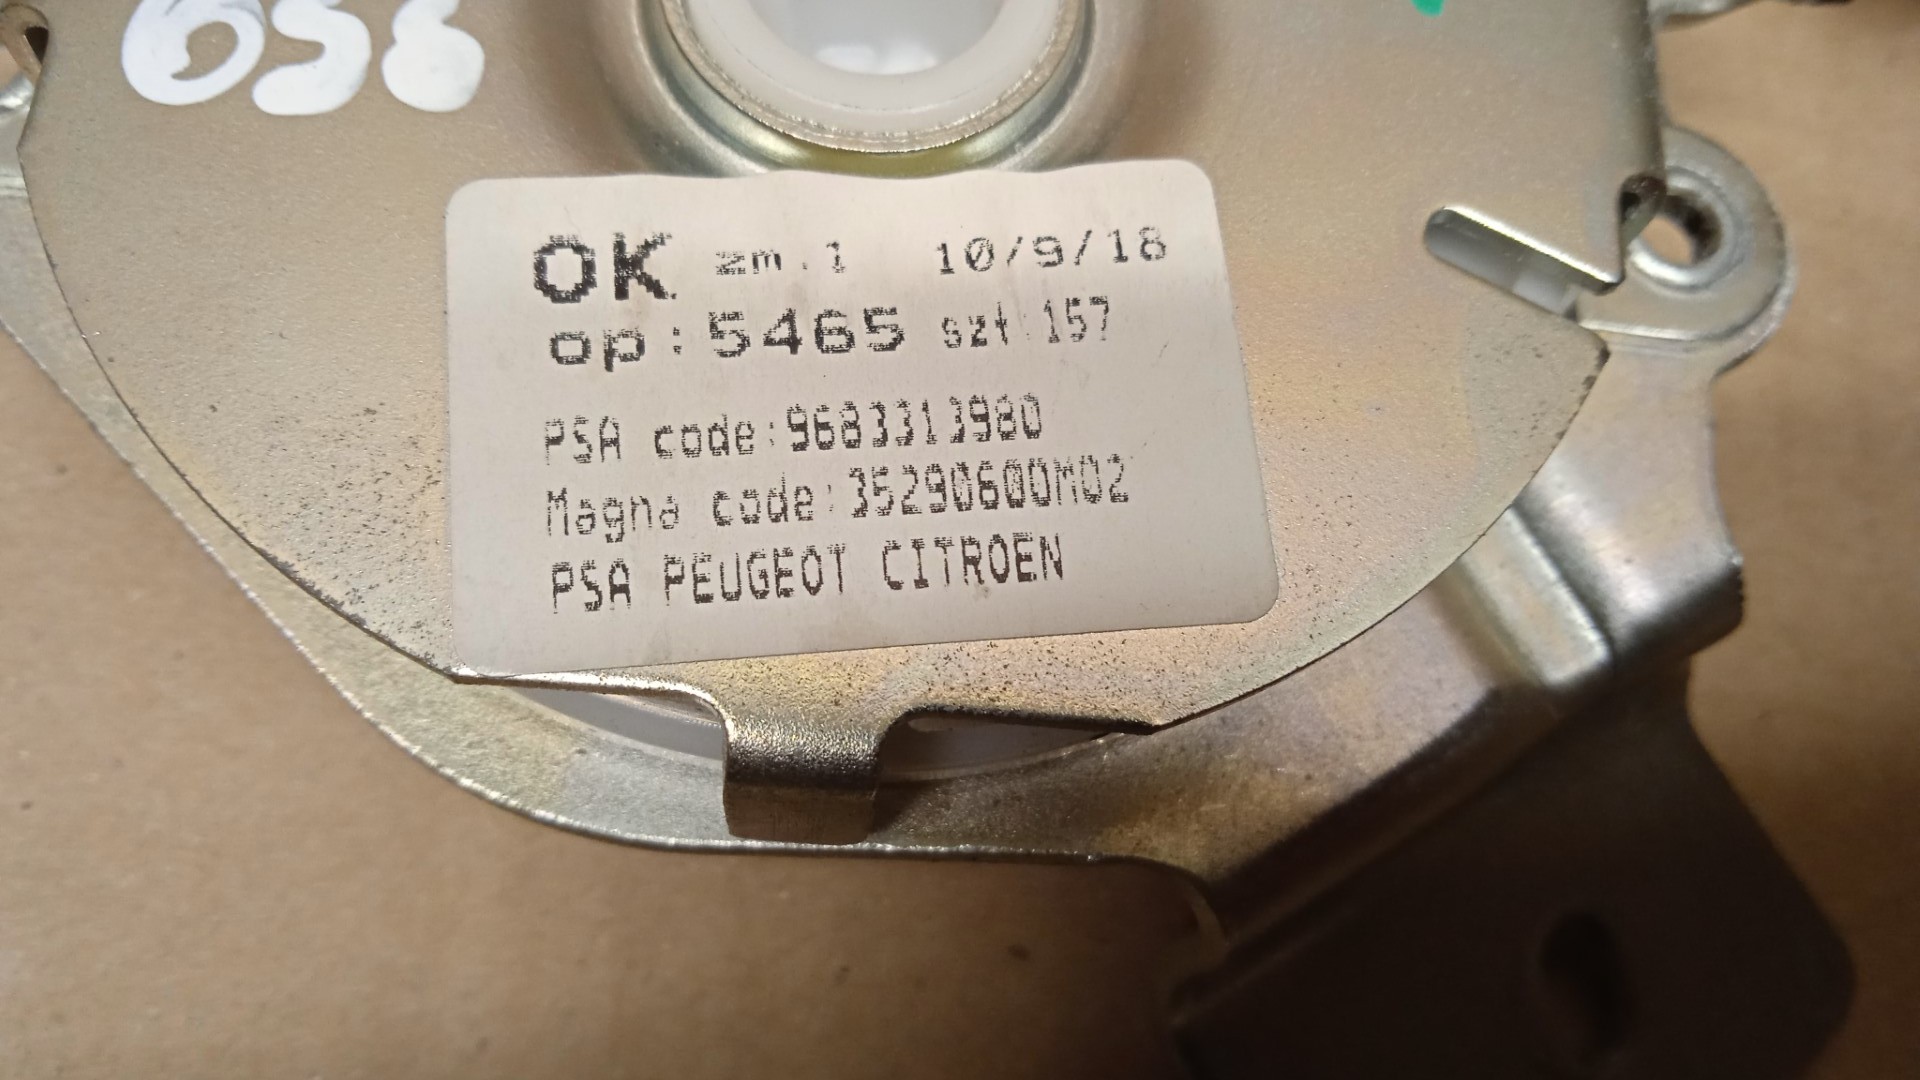 OK zm.1 10/9/18
op:5465 szt 157
PSA code:9683313980
Magna code:35290600M02
PSA PEUGEOT CITROEN